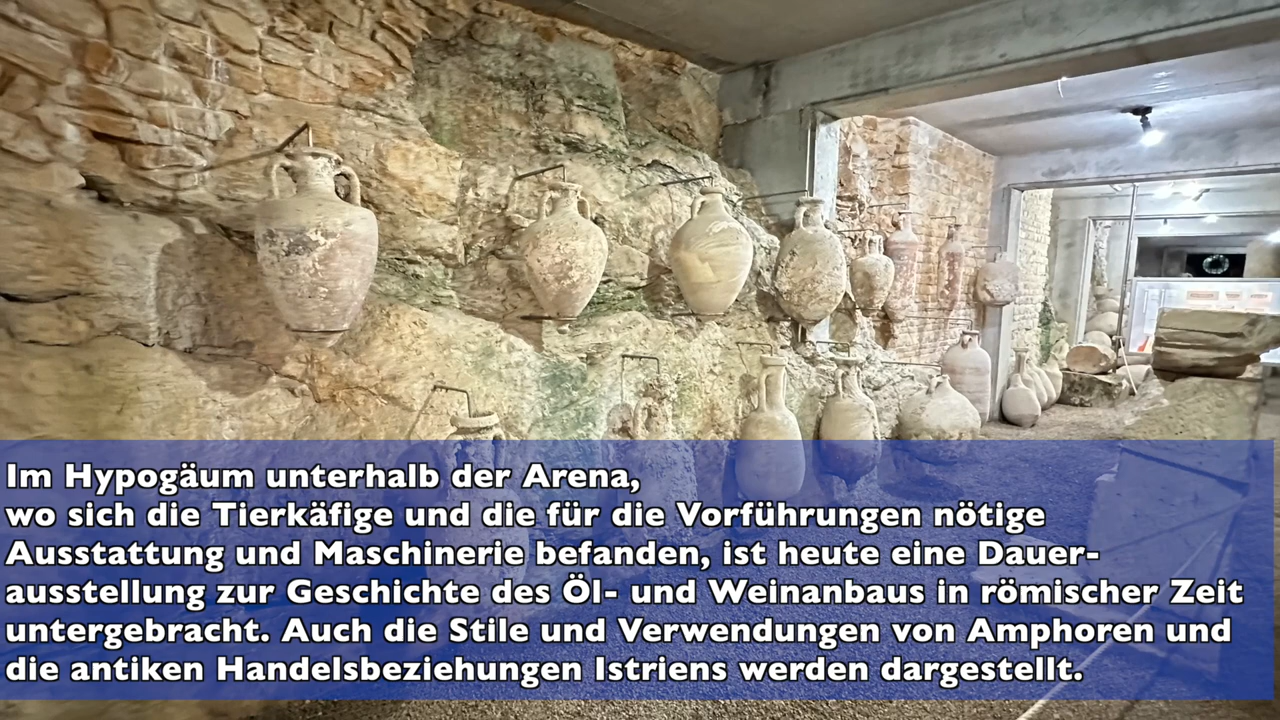 Im Hypogäum unterhalb der Arena,
wo sich die Tierkäfige und die für die Vorführungen nötige
Ausstattung und Maschinerie befanden, ist heute eine Dauer-
ausstellung zur Geschichte des Öl- und Weinanbaus in römischer Zeit
untergebracht. Auch die Stile und Verwendungen von Amphoren und
die antiken Handelsbeziehungen Istriens werden dargestellt.